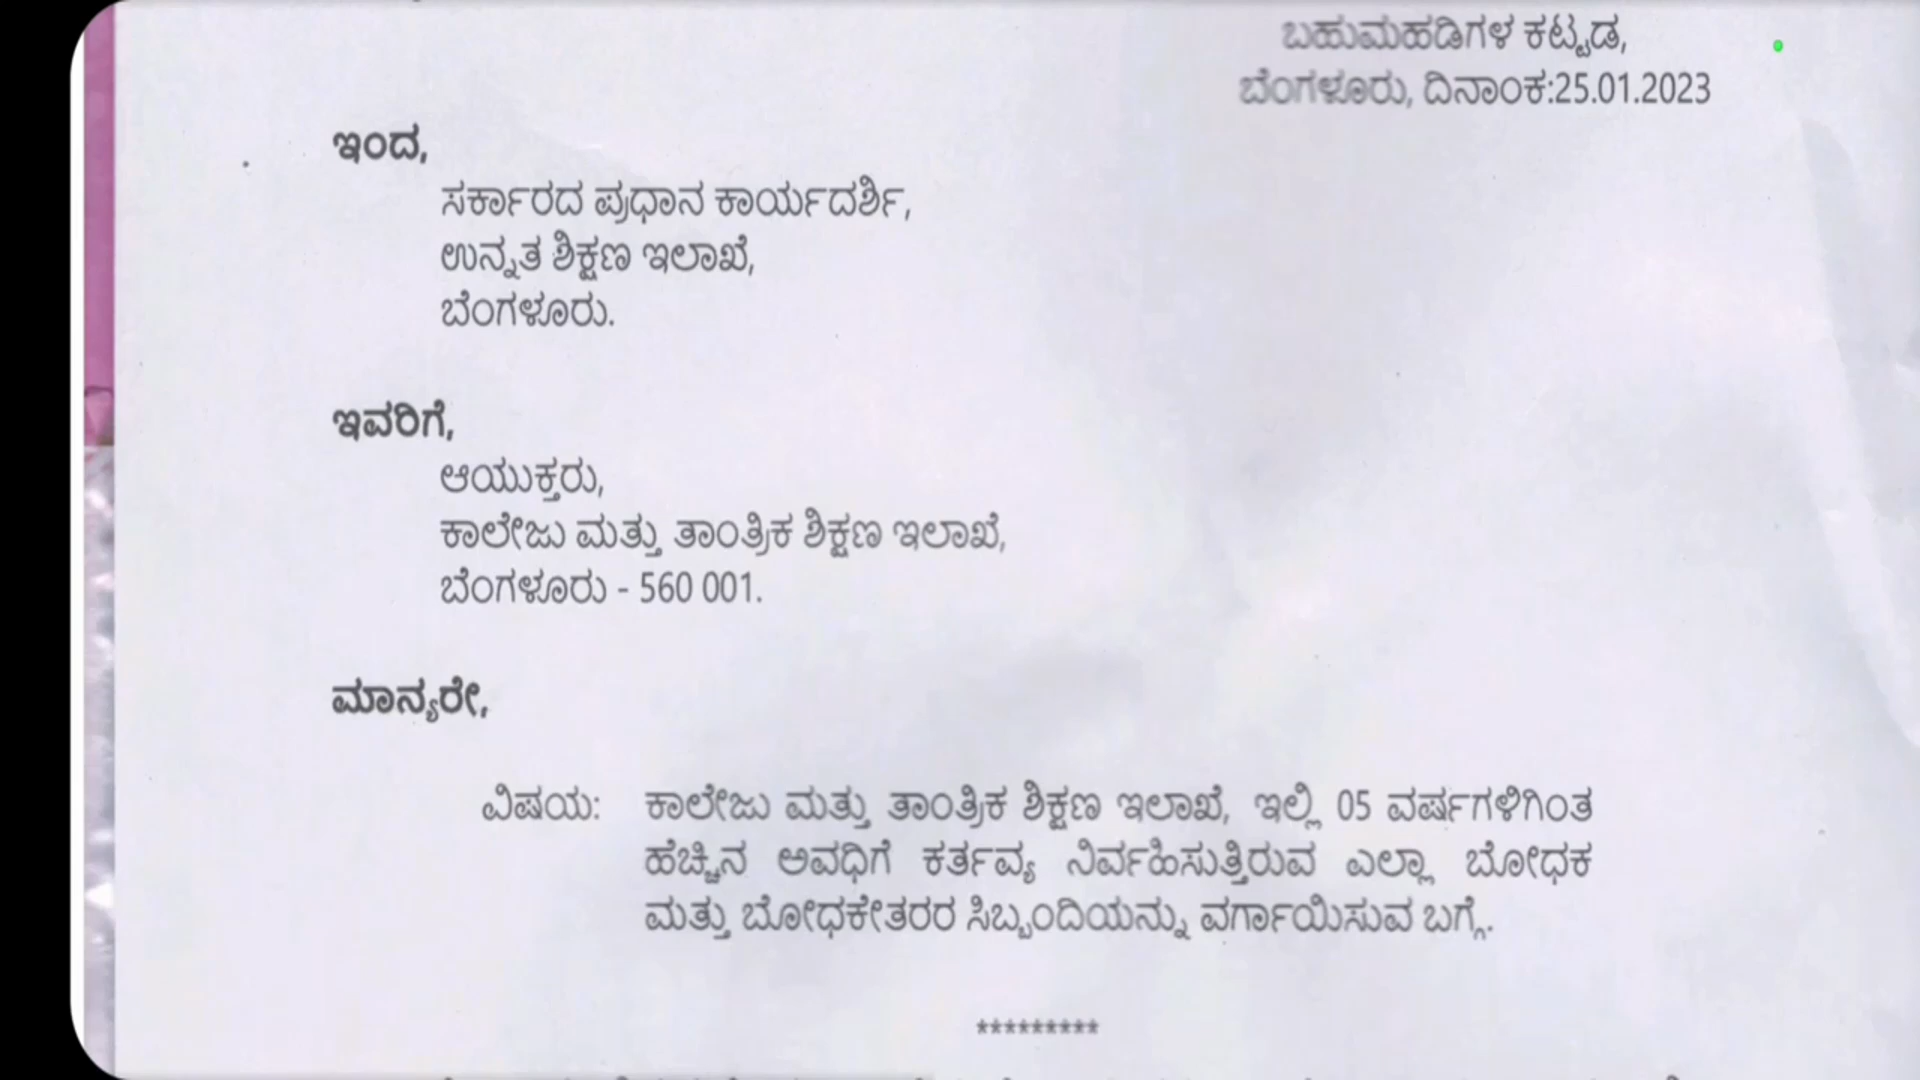 ಬಹುಮಹಡಿಗಳ ಕಟ್ಟಡ,
ಬೆಂಗಳೂರು, ದಿನಾಂಕ:25.01.2023
ಇಂದ,
ಸರ್ಕಾರದ ಪ್ರಧಾನ ಕಾರ್ಯದರ್ಶಿ,
ಉನ್ನತ ಶಿಕ್ಷಣ ಇಲಾಖೆ,
ಬೆಂಗಳೂರು.
ಇವರಿಗೆ,
ಆಯುಕ್ತರು,
ಕಾಲೇಜು ಮತ್ತು ತಾಂತ್ರಿಕ ಶಿಕ್ಷಣ ಇಲಾಖೆ,
ಬೆಂಗಳೂರು - 560 001.
ಮಾನ್ಯರೇ,
ವಿಷಯ: ಕಾಲೇಜು ಮತ್ತು ತಾಂತ್ರಿಕ ಶಿಕ್ಷಣ ಇಲಾಖೆ, ಇಲ್ಲಿ 05 ವರ್ಷಗಳಿಗಿಂತ
ಹೆಚ್ಚಿನ ಅವಧಿಗೆ ಕರ್ತವ್ಯ ನಿರ್ವಹಿಸುತ್ತಿರುವ ಎಲ್ಲಾ ಬೋಧಕ
ಮತ್ತು ಬೋಧಕೇತರರ ಸಿಬ್ಬಂದಿಯನ್ನು ವರ್ಗಾಯಿಸುವ ಬಗ್ಗೆ.
*********